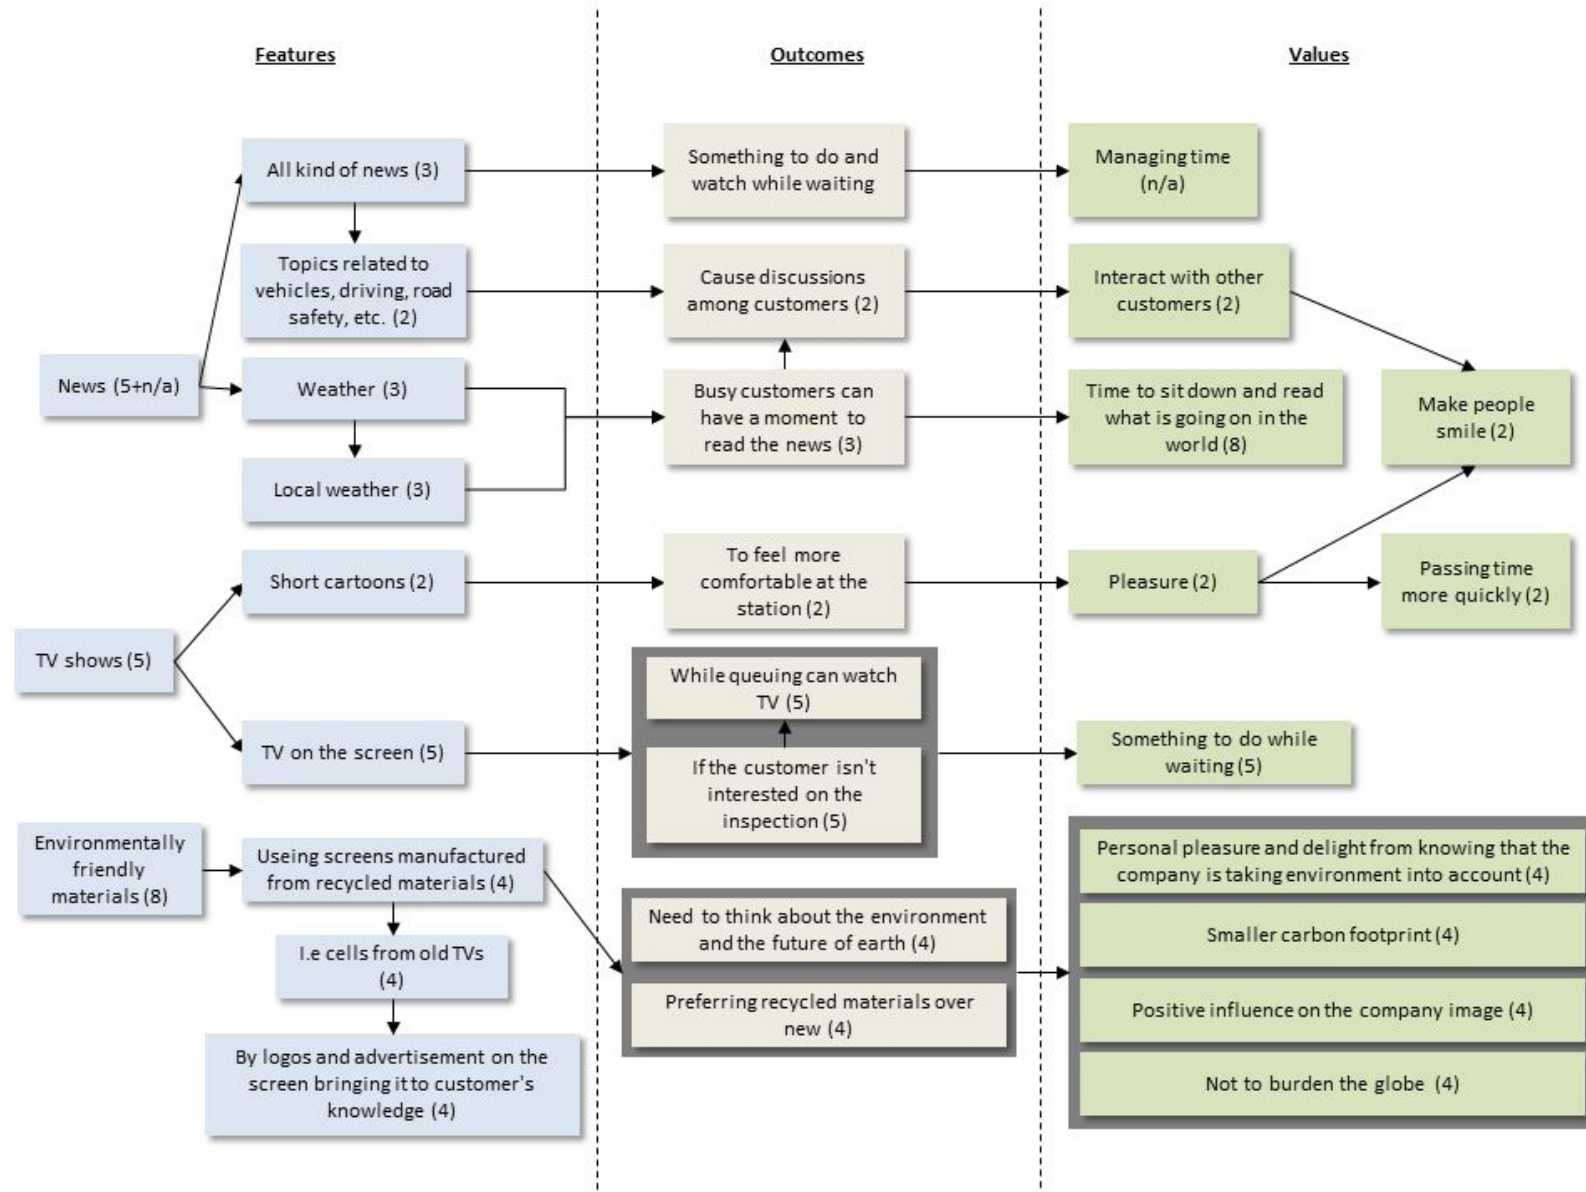 Features
Outcomes
Values
All kind of news (3)
Something to do and
watch while waiting
Managing time
(n/a)
Topics related to
vehicles, driving, road
safety, etc. (2)
Cause discussions
among customers (2)
Interact with other
customers (2)
News (5+n/a)
Weather (3)
Busy customers can
have a moment to
read the news (3)
Time to sit down and read
what is going on in the
world (8)
Make people
smile (2)
Local weather (3)
Short cartoons (2)
To feel more
comfortable at the
station (2)
Pleasure (2)
Passing time
more quickly (2)
TV shows (5)
While queuing can watch
TV (5)
TV on the screen (5)
If the customer isn't
interested on the
inspection (5)
Something to do while
waiting (5)
Environmentally
friendly
materials (8)
Useing screens manufactured
from recycled materials (4)
Personal pleasure and delight from knowing that the
company is taking environment into account (4)
Need to think about the environment
and the future of earth (4)
Smaller carbon footprint (4)
I.e cells from old TVs
(4)
Preferring recycled materials over
new (4)
Positive influence on the company image (4)
By logos and advertisement on the
screen bringing it to customer's
knowledge (4)
Not to burden the globe (4)